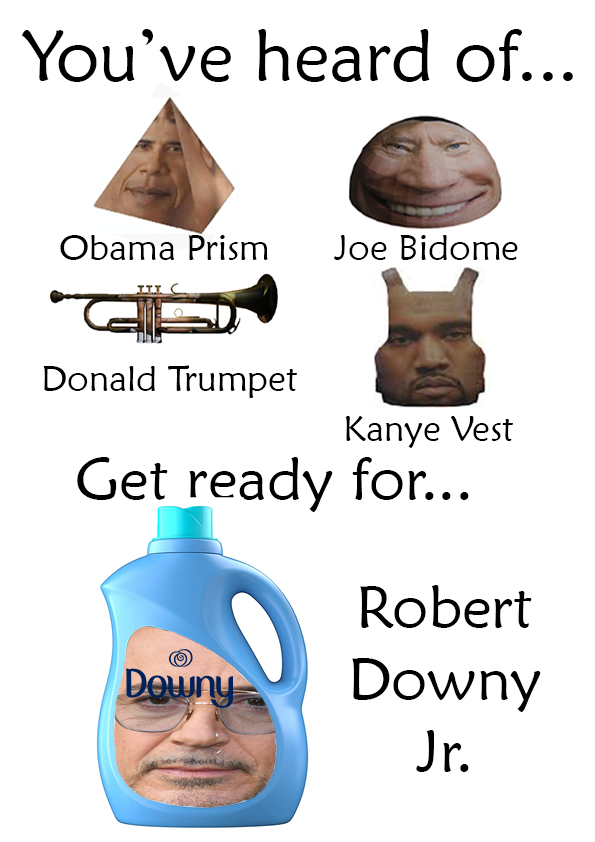 You’ve heard of...
Obama Prism
Joe Bidome
Donald Trumpet
Kanye Vest
Get ready for...
Downy
Robert
Downy
Jr.